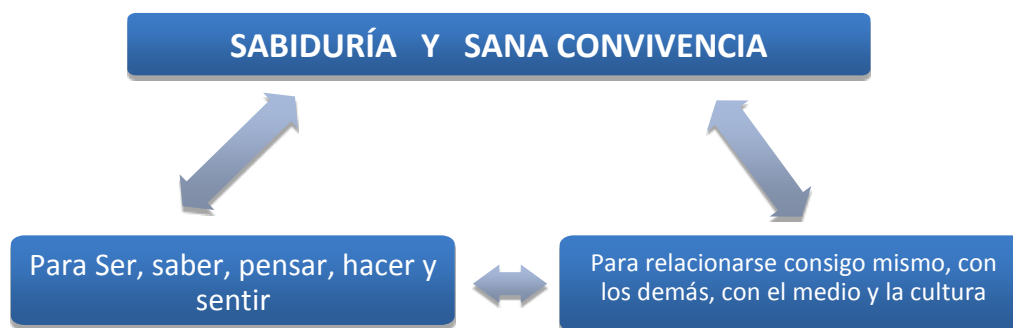 SABIDURÍA Y SANA CONVIVENCIA
Para Ser, saber, pensar, hacer y
sentir
Para relacionarse consigo mismo, con
los demás, con el medio y la cultura